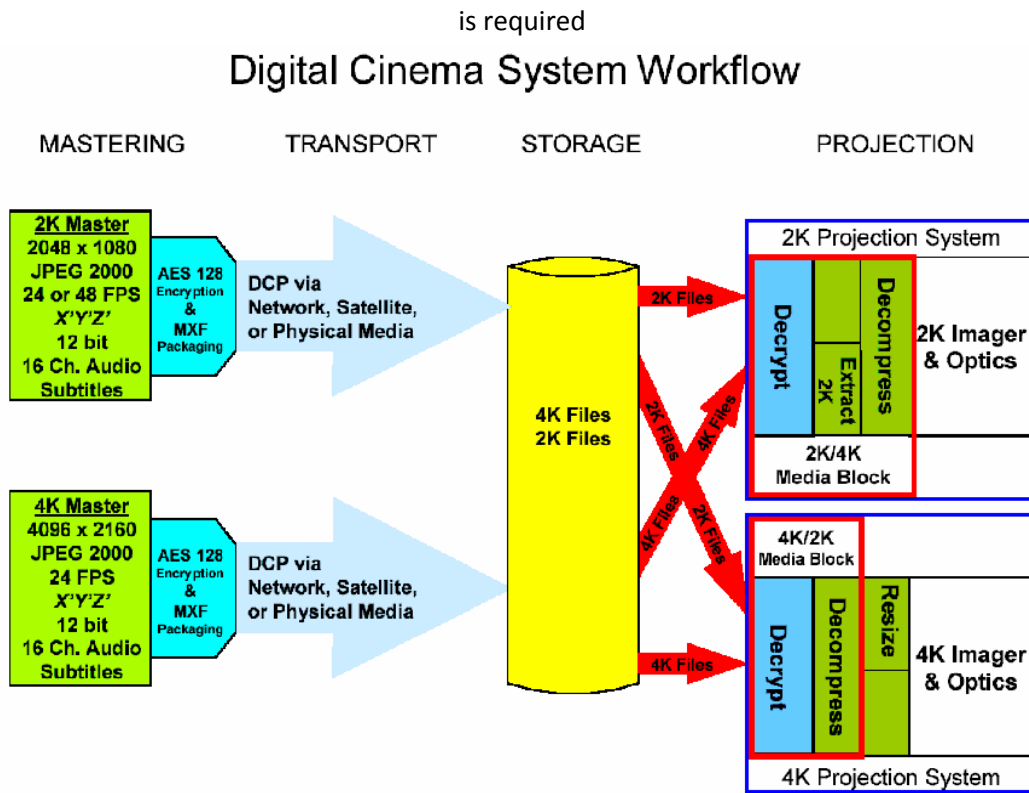 is required
Digital Cinema System Workflow
MASTERING
TRANSPORT
STORAGE
PROJECTION
2K Master
2048 x 1080
JPEG 2000
24 or 48 FPS
X'Y'Z'
12 bit
16 Ch. Audio
Subtitles
AES 128
Encryption
&
MXF
Packaging
DCP via
Network, Satellite,
or Physical Media
4K Master
4096 x 2160
JPEG 2000
24 FPS
X'Y'Z'
12 bit
16 Ch. Audio
Subtitles
AES 128
Encryption
&
MXF
Packaging
DCP via
Network, Satellite,
or Physical Media
4K Files
2K Files
2K Files
2K Files
4K Files
4K Files
2K Files
4K Files
2K Projection System
Decrypt
Extract
2K
Decompress
2K Imager
& Optics
2K/4K
Media Block
4K/2K
Media Block
Decrypt
Decompress
Resize
4K Imager
& Optics
4K Projection System